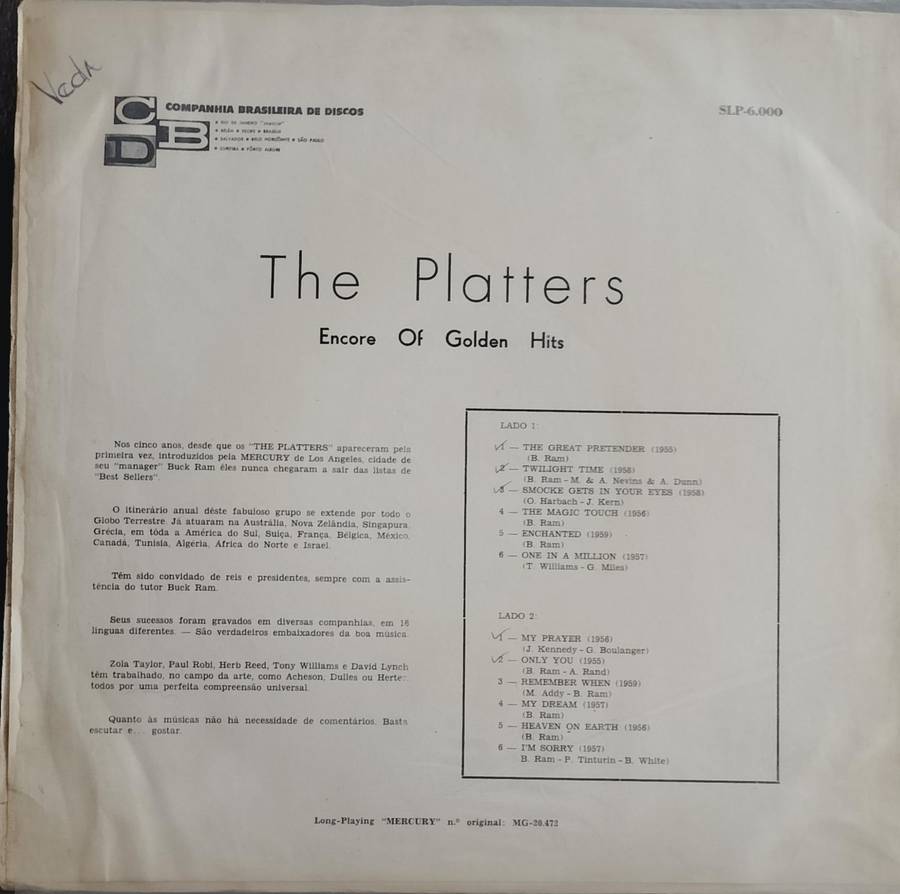 CBD
COMPANHIA BRASILEIRA DE DISCOS
SALVADOR • BELO HORIZONTE • SÃO PAULO
SLP-6.000
The Platters
Encore Of Golden Hits
Nos cinco anos, desde que os "THE PLATTERS" apareceram pela
primeira vez, introduzidos pela MERCURY de Los Angeles, cidade de
seu "manager" Buck Ram êles nunca chegaram a sair das listas de
"Best Sellers".
O itinerário anual dêste fabuloso grupo se extende por todo o
Globo Terrestre. Já atuaram na Austrália, Nova Zelândia, Singapura,
Grécia, em tôda a América do Sul, Suiça, França, Bélgica, México,
Canadá, Tunisia, Algéria, África do Norte e Israel.
Têm sido convidado de reis e presidentes, sempre com a assis-
tência do tutor Buck Ram.
Seus sucessos foram gravados em diversas companhias, em 16
línguas diferentes. — São verdadeiros embaixadores da boa música.
Zola Taylor, Paul Robi, Herb Reed, Tony Williams e David Lynch
têm trabalhado, no campo da arte, como Acheson, Dulles ou Herter,
todos por uma perfeita compreensão universal.
Quanto às músicas não há necessidade de comentários. Basta
escutar e... gostar.
LADO 1:
1 — THE GREAT PRETENDER (1955)
(B. Ram)
2 — TWILIGHT TIME (1958)
(B. Ram - M. & A. Nevins & A. Dunn)
3 — SMOCKE GETS IN YOUR EYES (1958)
(O. Harbach - J. Kern)
4 — THE MAGIC TOUCH (1956)
(B. Ram)
5 — ENCHANTED (1959)
(B. Ram)
6 — ONE IN A MILLION (1957)
(T. Williams - G. Miles)
LADO 2:
1 — MY PRAYER (1956)
(J. Kennedy - G. Boulanger)
2 — ONLY YOU (1955)
(B. Ram - A. Rand)
3 — REMEMBER WHEN (1959)
(M. Addy - B. Ram)
4 — MY DREAM (1957)
(B. Ram)
5 — HEAVEN ON EARTH (1956)
(B. Ram)
6 — I'M SORRY (1957)
B. Ram - P. Tinturin - B. White)
Long-Playing "MERCURY" n.º original: MG-20.472